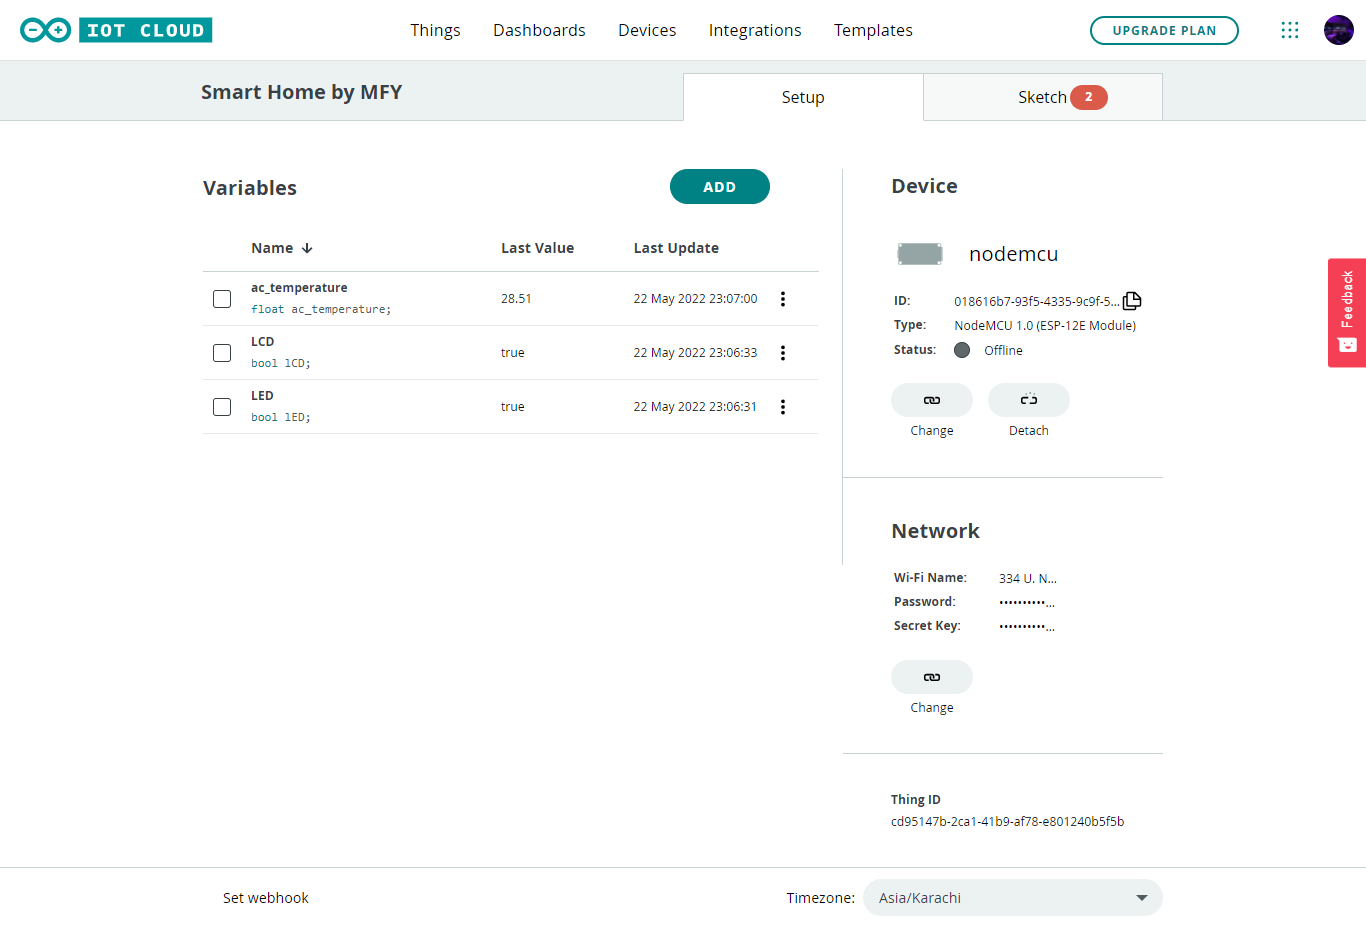 IOT CLOUD
Things Dashboards Devices Integrations Templates
UPGRADE PLAN
Smart Home by MFY
Setup
Sketch 2
Variables
ADD
Name Last Value Last Update
ac_temperature
float ac_temperature;
28.51
22 May 2022 23:07:00
LCD
bool lCD;
true
22 May 2022 23:06:33
LED
bool lED;
true
22 May 2022 23:06:31
Device
nodemcu
ID: 018616b7-93f5-4335-9c9f-5...
Type: NodeMCU 1.0 (ESP-12E Module)
Status: Offline
Change Detach
Network
Wi-Fi Name: 334 U. N...
Password: ••••••••••...
Secret Key: ••••••••••...
Change
Thing ID
cd95147b-2ca1-41b9-af78-e801240b5f5b
Feedback
Set webhook
Timezone: Asia/Karachi